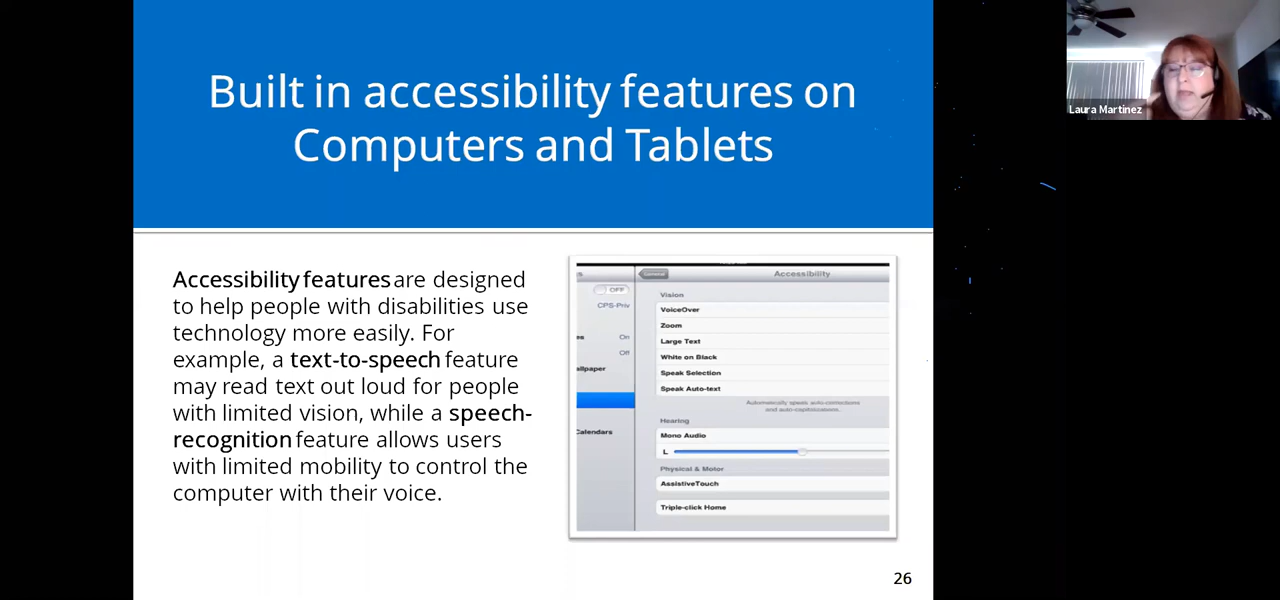 Built in accessibility features on
Computers and Tablets
Laura Martinez
Accessibility features are designed
to help people with disabilities use
technology more easily. For
example, a text-to-speech feature
may read text out loud for people
with limited vision, while a speech-
recognition feature allows users
with limited mobility to control the
computer with their voice.
s
OFF
CPS-Priv
es
On
Off
allpaper
Calendars
General
Accessibility
Vision
VoiceOver
Zoom
Large Text
White on Black
Speak Selection
Speak Auto-text
Automatically speak auto-corrections
and auto-capitalizations.
Hearing
Mono Audio
L
Physical & Motor
AssistiveTouch
Triple-click Home
26